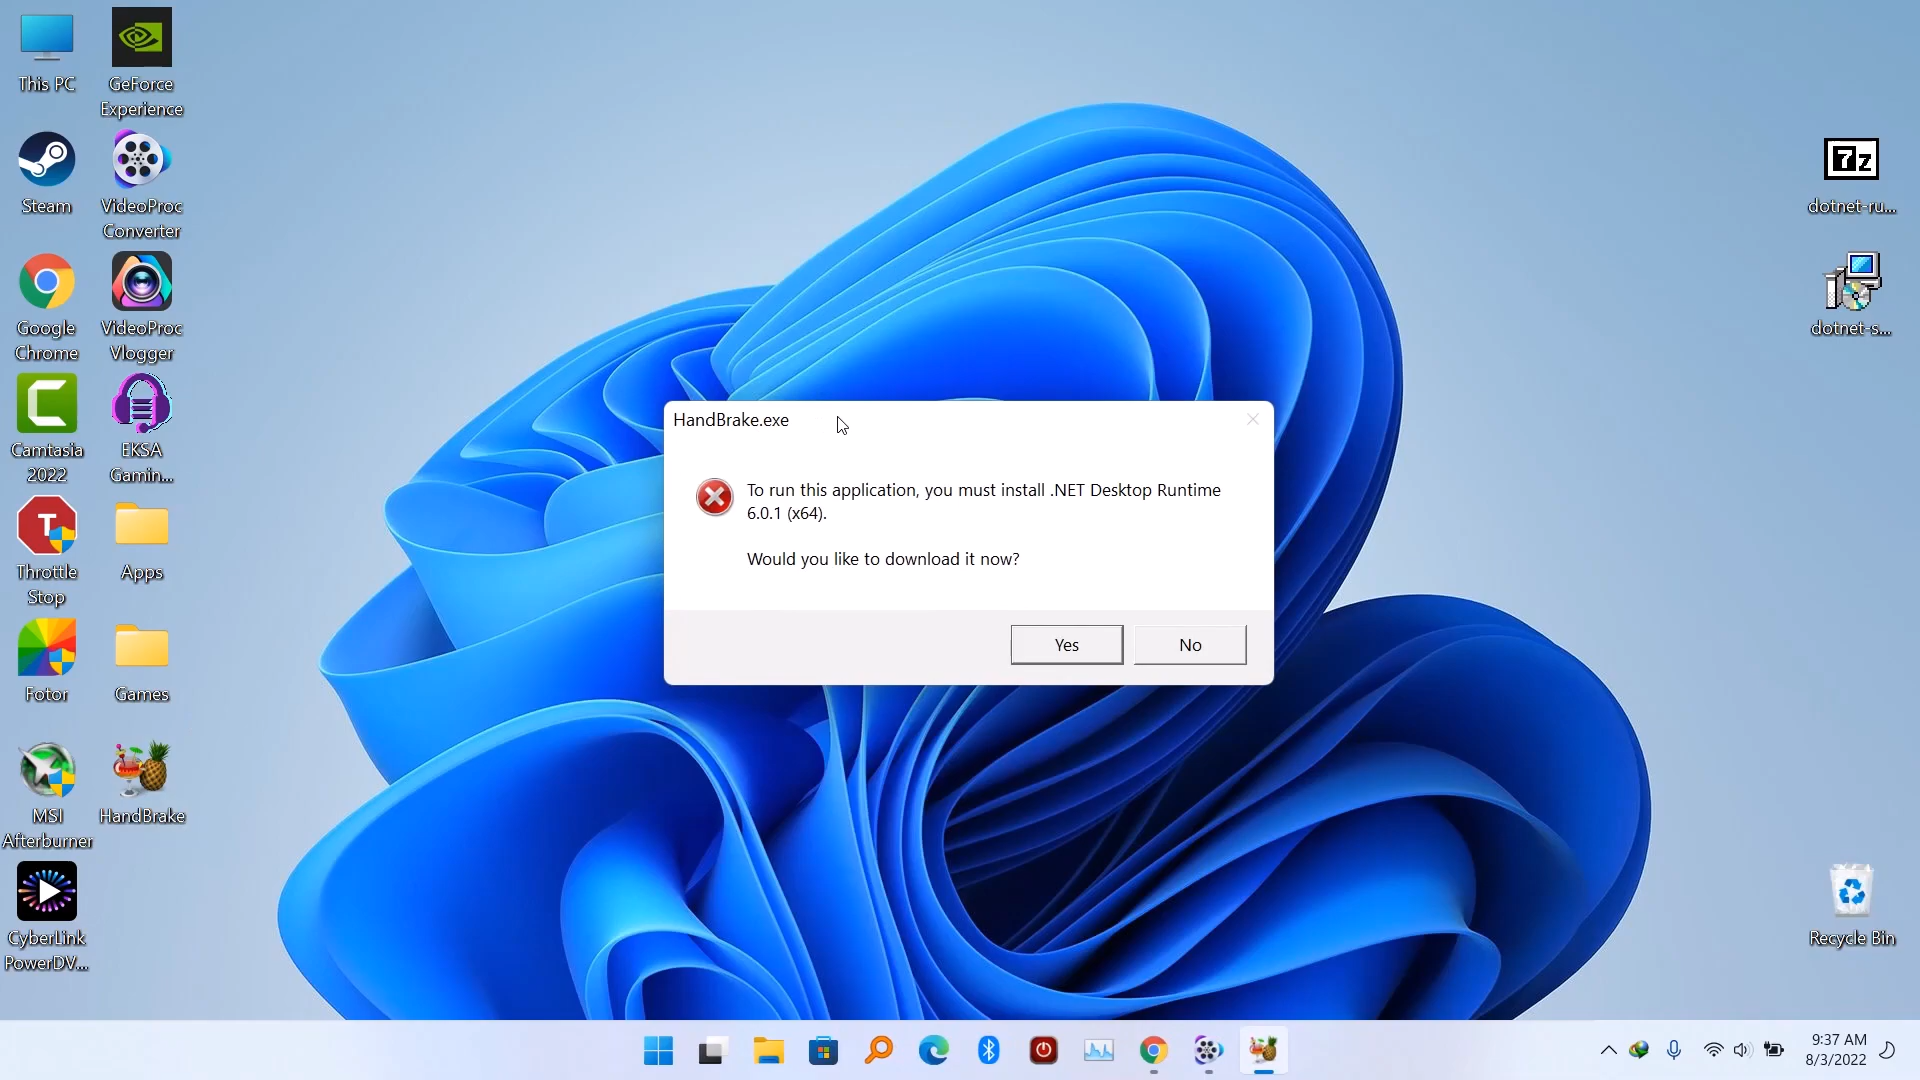 This PC
GeForce
Experience
Steam
VideoProc
Converter
Google
Chrome
VideoProc
Vlogger
Camtasia
2022
EKSA
Gamin...
T
Throttle
Stop
Apps
Fotor
Games
MSI
Afterburner
HandBrake
CyberLink
PowerDV...
7z
dotnet-ru...
dotnet-s...
Recycle Bin
HandBrake.exe
To run this application, you must install .NET Desktop Runtime
6.0.1 (x64).
Would you like to download it now?
Yes
No
9:37 AM
8/3/2022